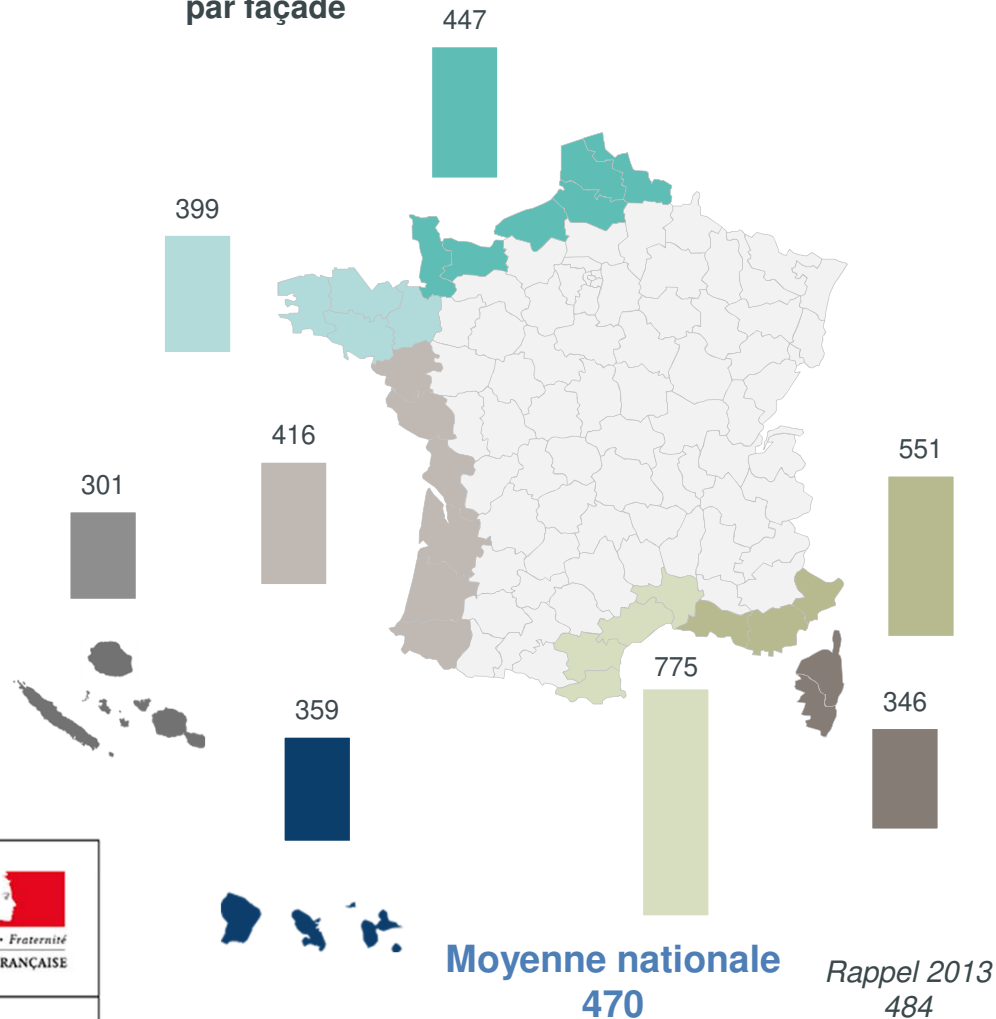 par façade
447
399
416
551
301
775
359
346
• Fraternité
RANÇAISE
Moyenne nationale
470
Rappel 2013
484